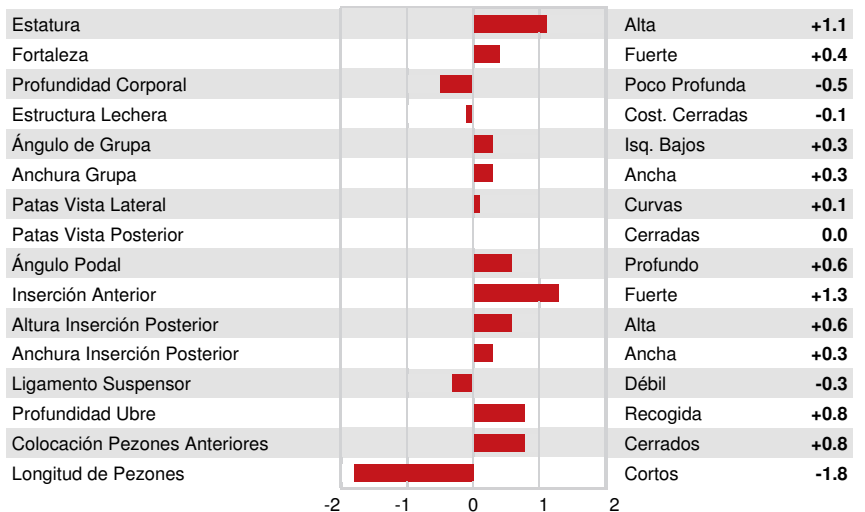 Estatura Alta +1.1
Fortaleza Fuerte +0.4
Profundidad Corporal Poco Profunda -0.5
Estructura Lechera Cost. Cerradas -0.1
Ángulo de Grupa Isq. Bajos +0.3
Anchura Grupa Ancha +0.3
Patas Vista Lateral Curvas +0.1
Patas Vista Posterior Cerradas 0.0
Ángulo Podal Profundo +0.6
Inserción Anterior Fuerte +1.3
Altura Inserción Posterior Alta +0.6
Anchura Inserción Posterior Ancha +0.3
Ligamento Suspensor Débil -0.3
Profundidad Ubre Recogida +0.8
Colocación Pezones Anteriores Cerrados +0.8
Longitud de Pezones Cortos -1.8
-2 -1 0 1 2